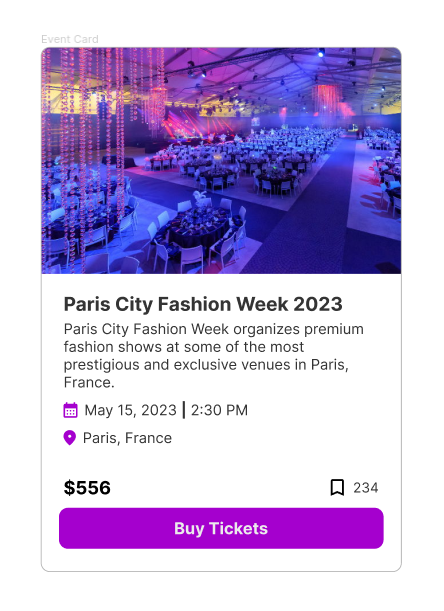 Event Card
Paris City Fashion Week 2023
Paris City Fashion Week organizes premium
fashion shows at some of the most
prestigious and exclusive venues in Paris,
France.
May 15, 2023 | 2:30 PM
Paris, France
$556
234
Buy Tickets